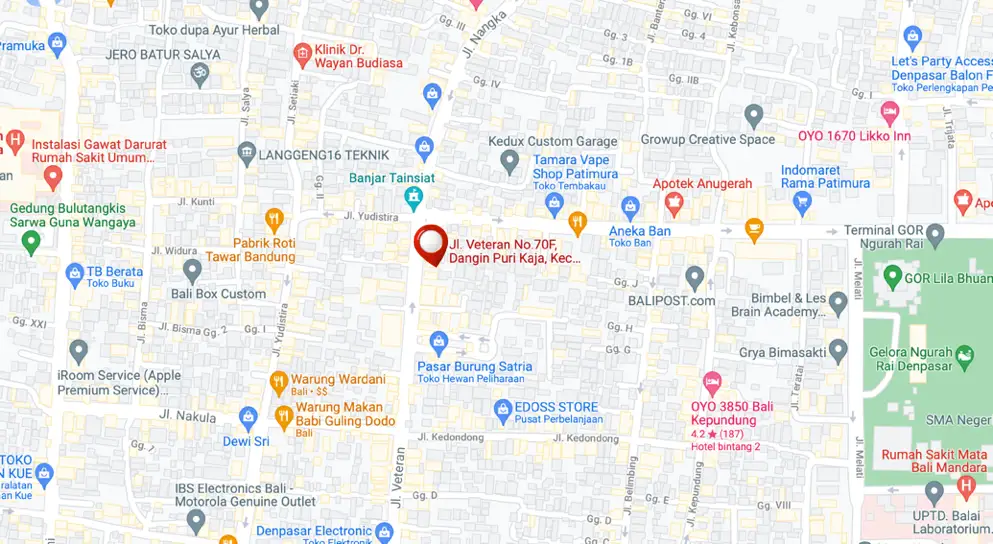 Toko dupa Ayur Herbal
Pramuka
JERO BATUR SALYA
Klinik Dr.
Wayan Budiasa
Jl. Nangka
Gg. IV
Gg. VI
Gg. 1B
Gg. IIB
Jl. Salya
Jl. Setiaki
Let's Party Access
Denpasar Balon F
Toko Perlengkapan Pe
OYO 1670 Likko Inn
Jl. Trijata
Instalasi Gawat Darurat
Rumah Sakit Umum...
LANGGENG16 TEKNIK
Kedux Custom Garage
Growup Creative Space
Tamara Vape
Shop Patimura
Toko Tembakau
Banjar Tainsiat
Apotek Anugerah
Indomaret
Rama Patimura
Gg. II
Jl. Kunti
Jl. Yudistira
Gedung Bulutangkis
Sarwa Guna Wangaya
Pabrik Roti
Tawar Bandung
Aneka Ban
Toko Ban
Terminal GOR
Ngurah Rai
Jl. Veteran No.70F,
Dangin Puri Kaja, Kec...
Jl. Widura
TB Berata
Toko Buku
Bali Box Custom
BALIPOST.com
Gg. I
Jl. Melati
GOR Lila Bhuan
Bimbel & Les
Brain Academy...
Gg. XXI
Jl. Bisma
Jl. Bisma Gg. 2
Gg. I
Jl. Yudistira
Gg. H
Gg. G
Grya Bimasakti
Gelora Ngurah
Rai Denpasar
iRoom Service (Apple
Premium Service)...
Pasar Burung Satria
Toko Hewan Peliharaan
Warung Wardani
Bali · $$
Warung Makan
Babi Guling Dodo
Bali
Jl. Teratai
OYO 3850 Bali
Kepundung
4.2 ★ (187)
Hotel bintang 2
EDOSS STORE
Pusat Perbelanjaan
Jl. Nakula
Dewi Sri
SMA Neger
Jl. Kedondong
Jl. Kedondong
Jl. Melati
Rumah Sakit Mata
Bali Mandara
TOKO
N KUE
Jl. Veteran
Jl. Belimbing
IBS Electronics Bali -
Motorola Genuine Outlet
Gg. E
Gg. VIII
Gg. D
Denpasar Electronic
Toko Elektronik
UPTD. Balai
Laboratorium...